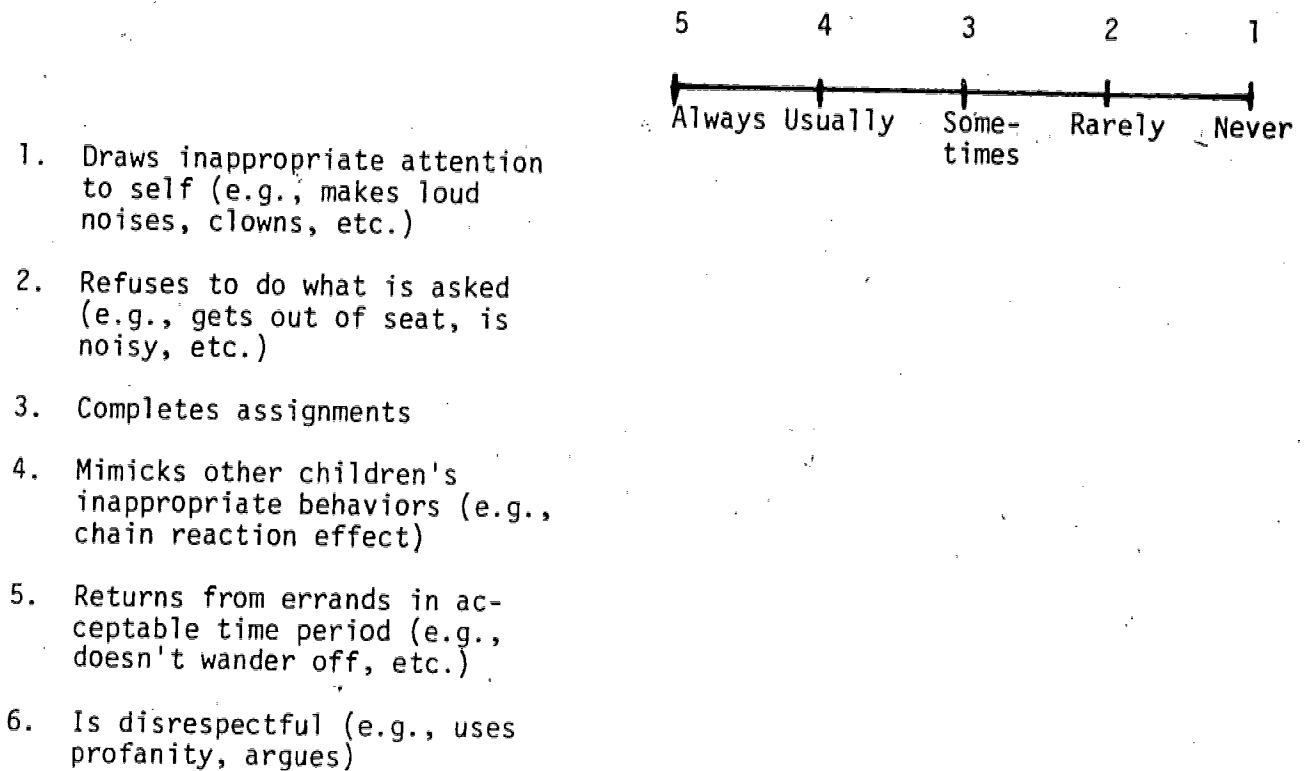 5 4 3 2 1
Always Usually Some- Rarely Never
times
1. Draws inappropriate attention
to self (e.g., makes loud
noises, clowns, etc.)
2. Refuses to do what is asked
(e.g., gets out of seat, is
noisy, etc.)
3. Completes assignments
4. Mimicks other children's
inappropriate behaviors (e.g.,
chain reaction effect)
5. Returns from errands in ac-
ceptable time period (e.g.,
doesn't wander off, etc.)
6. Is disrespectful (e.g., uses
profanity, argues)